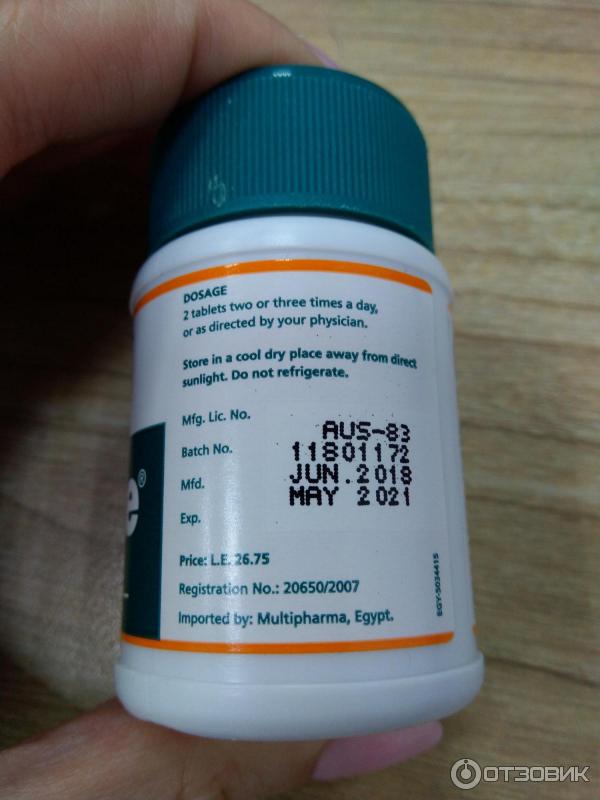 DOSAGE
2 tablets two or three times a day,
or as directed by your physician.
Store in a cool dry place away from direct
sunlight. Do not refrigerate.
Mfg. Lic. No.
AUS-83
Batch No.
11801172
Mfd.
JUN.2018
Exp.
MAY 2021
Price: L.E. 26.75
Registration No.: 20650/2007
Imported by: Multipharma, Egypt.
EGY-5034415
e®
ОТЗОВИК